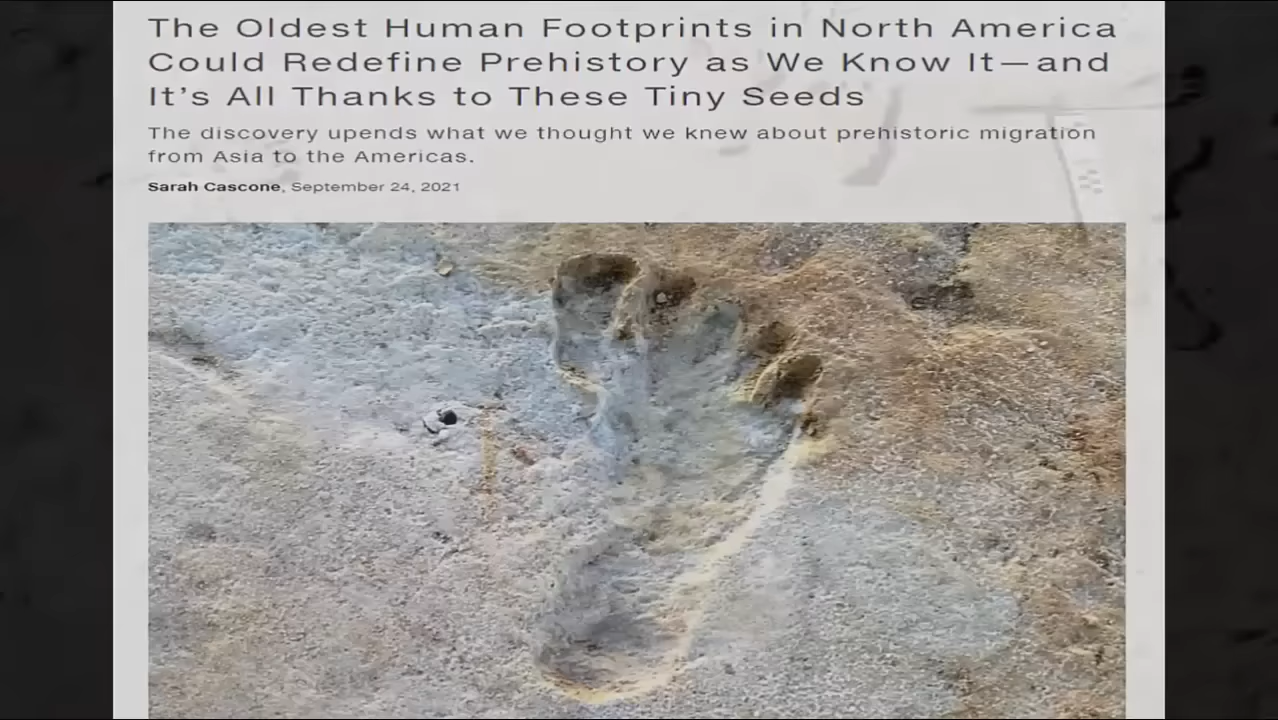 The Oldest Human Footprints in North America
Could Redefine Prehistory as We Know It—and
It's All Thanks to These Tiny Seeds
The discovery upends what we thought we knew about prehistoric migration
from Asia to the Americas.
Sarah Cascone, September 24, 2021